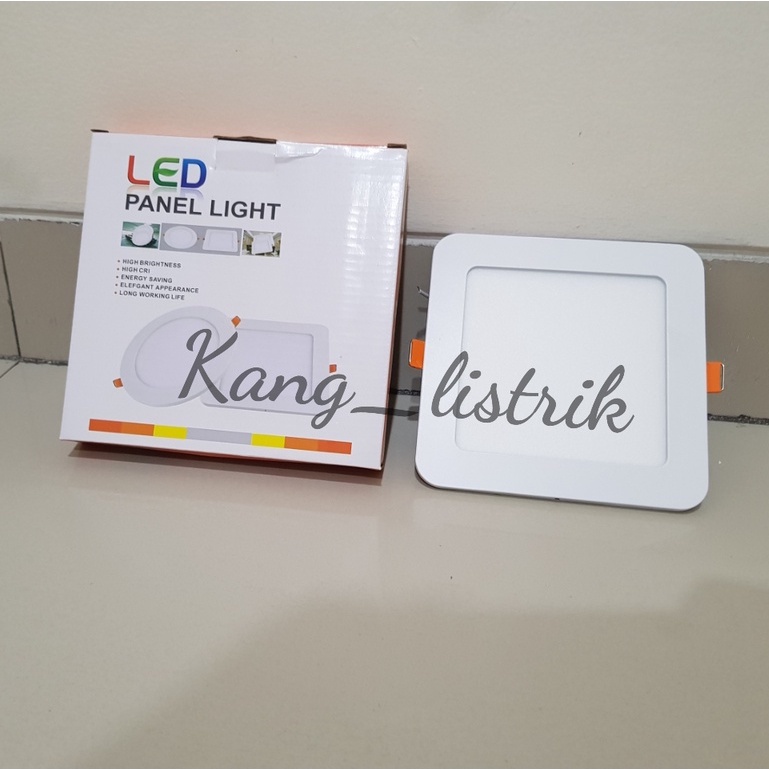 LED
PANEL LIGHT
HIGH BRIGHTNESS
HIGH CRI
ENERGY SAVING
ELEFGANT APPEARANCE
LONG WORKING LIFE
Kang_listrik